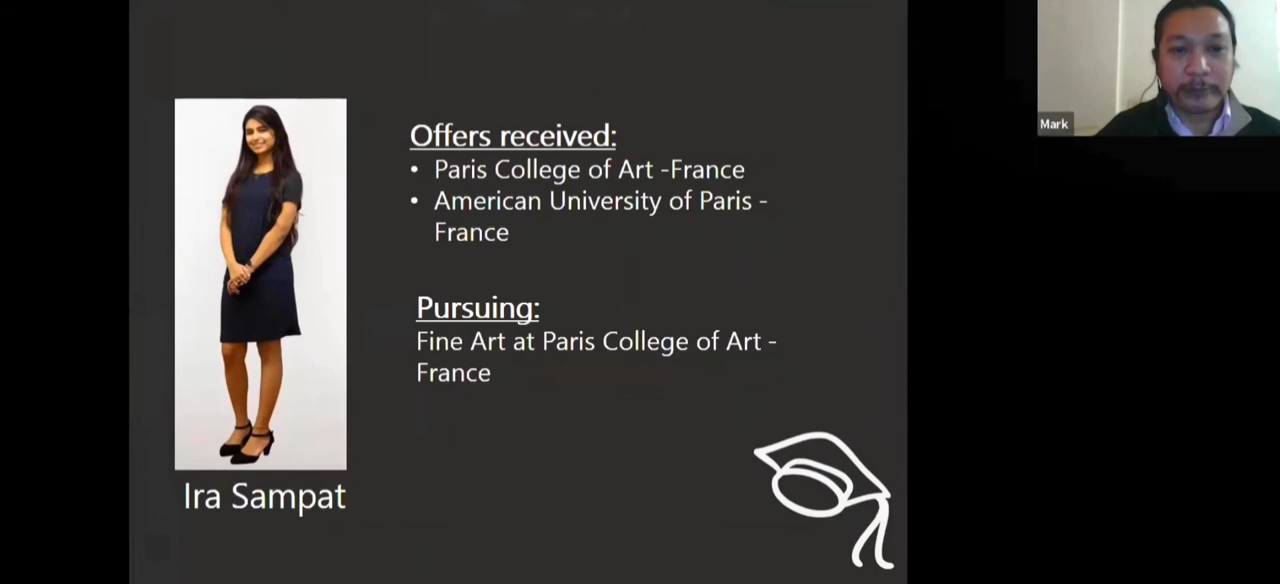 Offers received:
• Paris College of Art -France
• American University of Paris -
France
Pursuing:
Fine Art at Paris College of Art -
France
Ira Sampat
Mark